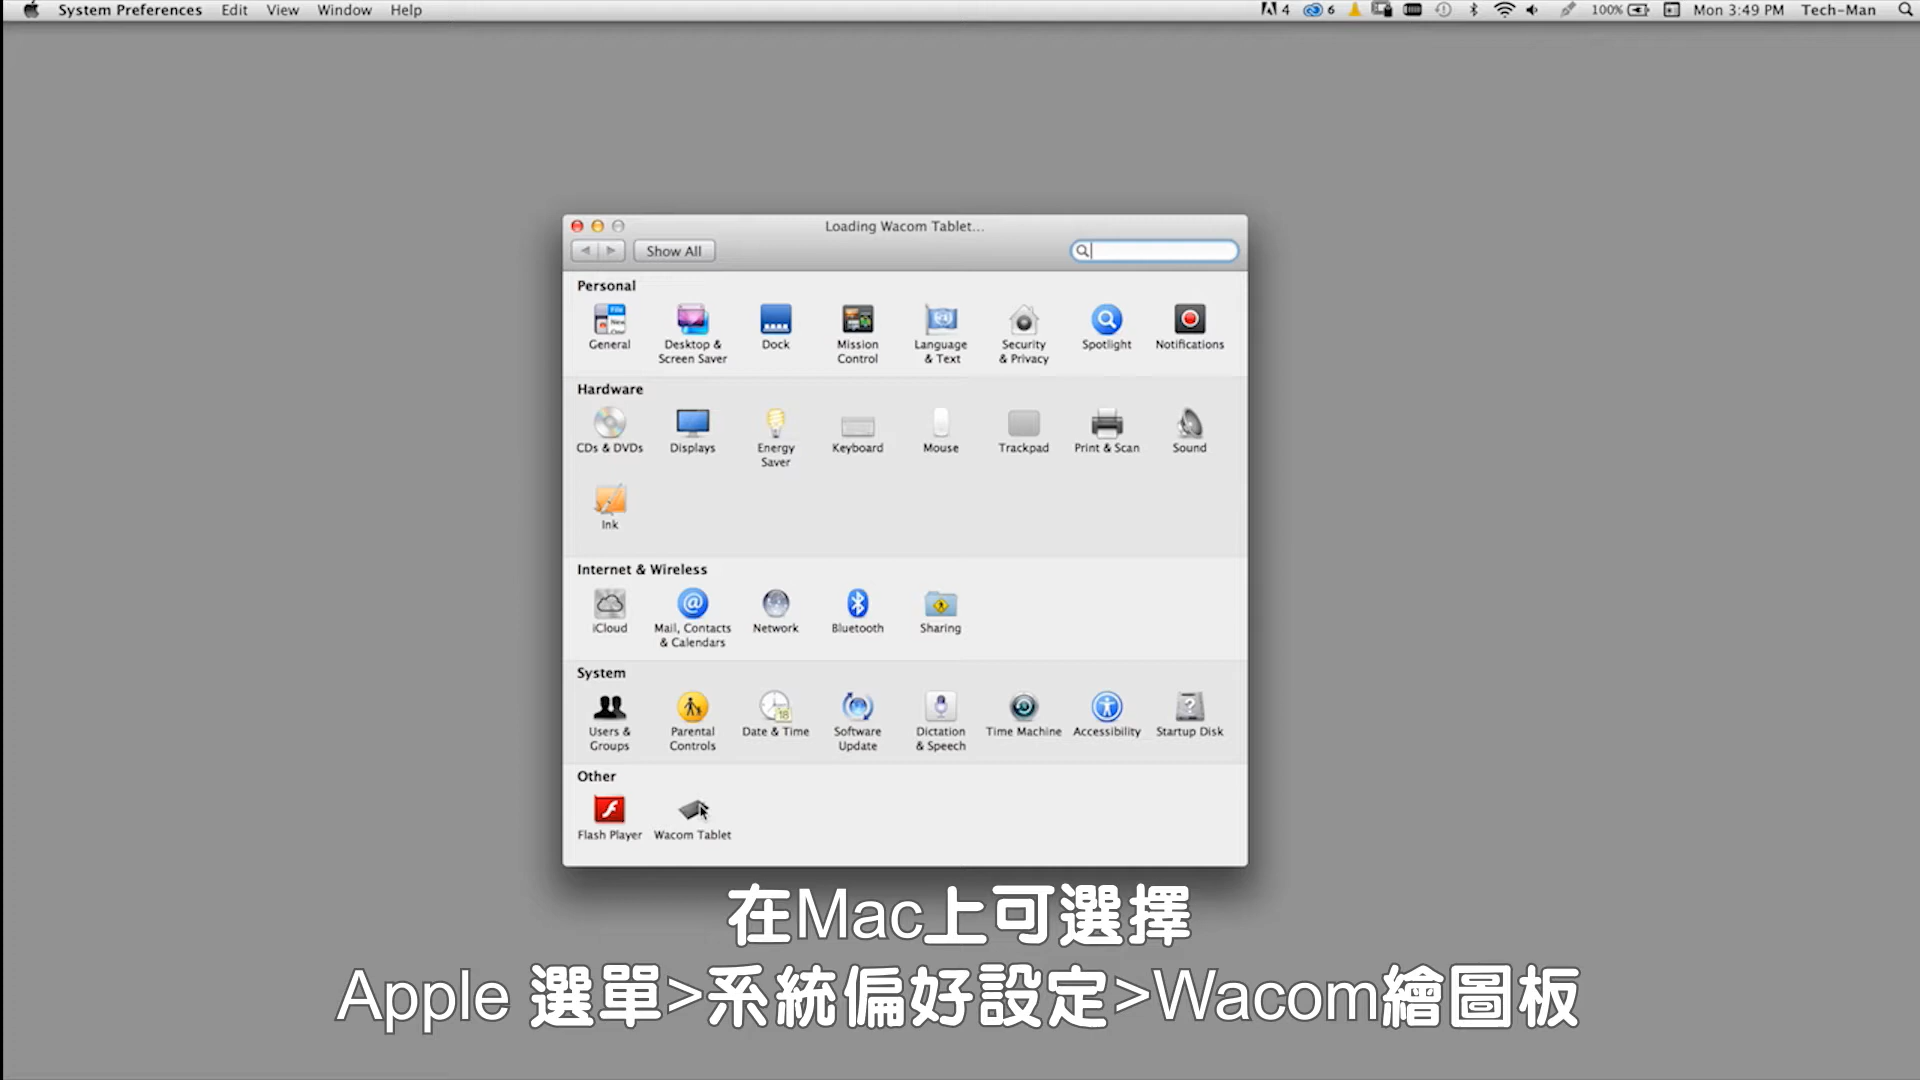 System Preferences Edit View Window Help
4 6 100% Mon 3:49 PM Tech-Man
Loading Wacom Tablet...
Show All
Personal
General
Desktop & Screen Saver
Dock
Mission Control
Language & Text
Security & Privacy
Spotlight
Notifications
Hardware
CDs & DVDs
Displays
Energy Saver
Keyboard
Mouse
Trackpad
Print & Scan
Sound
Ink
Internet & Wireless
iCloud
Mail, Contacts & Calendars
Network
Bluetooth
Sharing
System
Users & Groups
Parental Controls
Date & Time
Software Update
Dictation & Speech
Time Machine
Accessibility
Startup Disk
Other
Flash Player
Wacom Tablet
在Mac上可選擇
Apple 選單>系統偏好設定>Wacom繪圖板